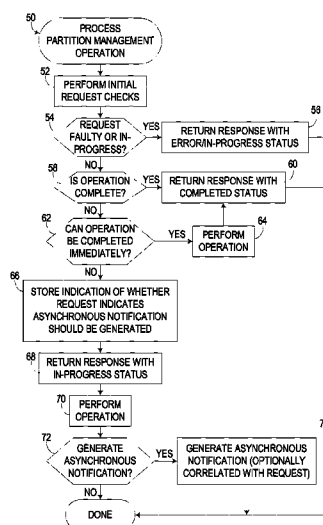 50
PROCESS
PARTITION MANAGEMENT
OPERATION
52
PERFORM INITIAL
REQUEST CHECKS
54
REQUEST
FAULTY OR IN-
PROGRESS?
YES
56
RETURN RESPONSE WITH
ERROR/IN-PROGRESS STATUS
NO
58
IS OPERATION
COMPLETE?
YES
60
RETURN RESPONSE WITH
COMPLETED STATUS
NO
62
CAN OPERATION
BE COMPLETED
IMMEDIATELY?
YES
64
PERFORM
OPERATION
NO
66
STORE INDICATION OF WHETHER
REQUEST INDICATES
ASYNCHRONOUS NOTIFICATION
SHOULD BE GENERATED
68
RETURN RESPONSE WITH
IN-PROGRESS STATUS
70
PERFORM
OPERATION
72
GENERATE
ASYNCHRONOUS
NOTIFICATION?
YES
GENERATE ASYNCHRONOUS
NOTIFICATION (OPTIONALLY
CORRELATED WITH REQUEST)
NO
DONE